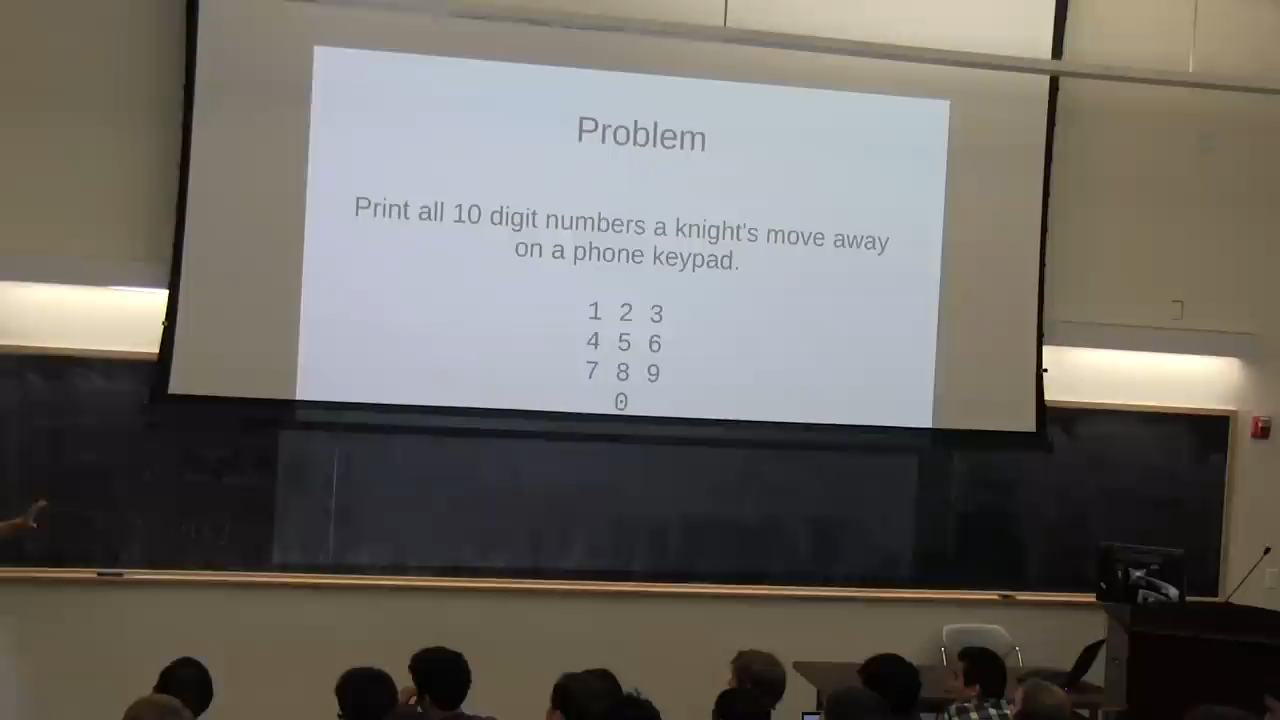 Problem
Print all 10 digit numbers a knight's move away
on a phone keypad.
1 2 3
4 5 6
7 8 9
0